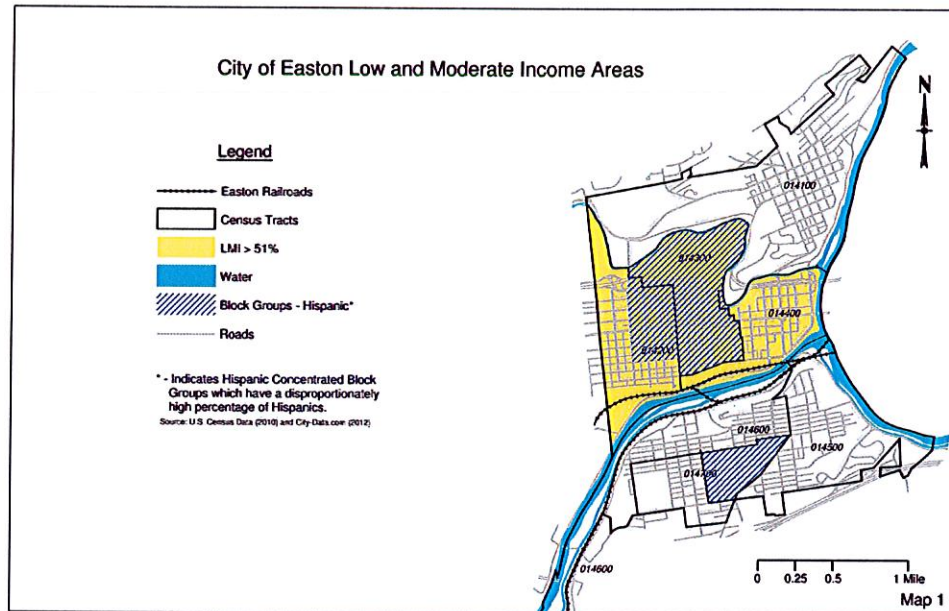 City of Easton Low and Moderate Income Areas
N
Legend
Easton Railroads
Census Tracts
LMI > 51%
Water
Block Groups - Hispanic*
Roads
* - Indicates Hispanic Concentrated Block
Groups which have a disproportionately
high percentage of Hispanics.
Source: U.S. Census Data (2010) and City-Data.com (2012)
014100
014300
014400
014600
014500
014600
0 0.25 0.5 1 Mile
Map 1